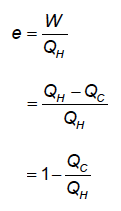 e = W / Q_H
= (Q_H − Q_C) / Q_H
= 1 − Q_C / Q_H